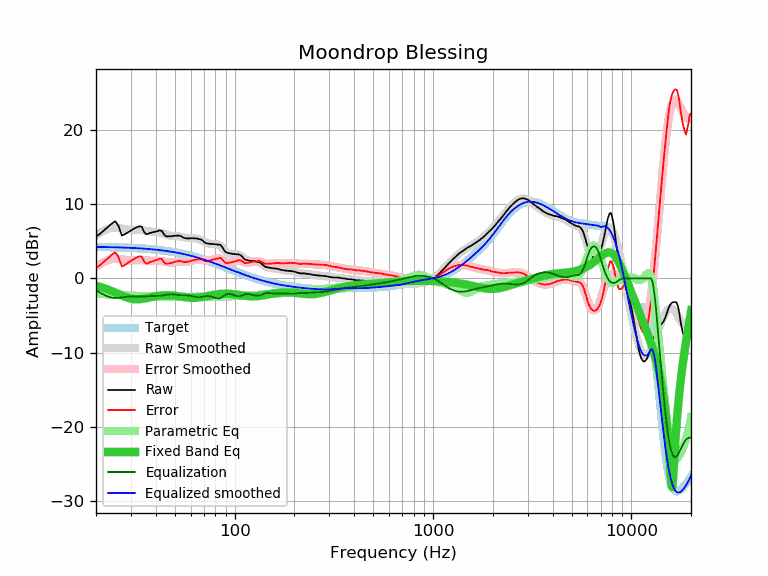 Moondrop Blessing
Amplitude (dBr)
20
10
0
−10
−20
−30
Target
Raw Smoothed
Error Smoothed
Raw
Error
Parametric Eq
Fixed Band Eq
Equalization
Equalized smoothed
100
1000
10000
Frequency (Hz)